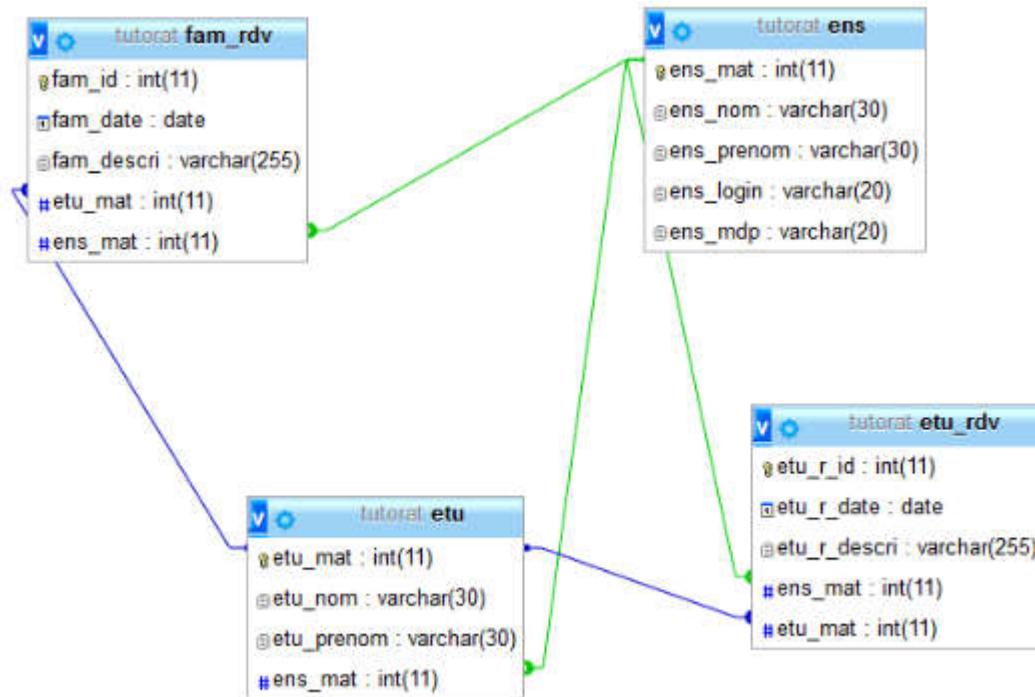 v tutorat fam_rdv
fam_id : int(11)
fam_date : date
fam_descri : varchar(255)
# etu_mat : int(11)
# ens_mat : int(11)
v tutorat ens
ens_mat : int(11)
ens_nom : varchar(30)
ens_prenom : varchar(30)
ens_login : varchar(20)
ens_mdp : varchar(20)
v tutorat etu
etu_mat : int(11)
etu_nom : varchar(30)
etu_prenom : varchar(30)
# ens_mat : int(11)
v tutorat etu_rdv
etu_r_id : int(11)
etu_r_date : date
etu_r_descri : varchar(255)
# ens_mat : int(11)
# etu_mat : int(11)